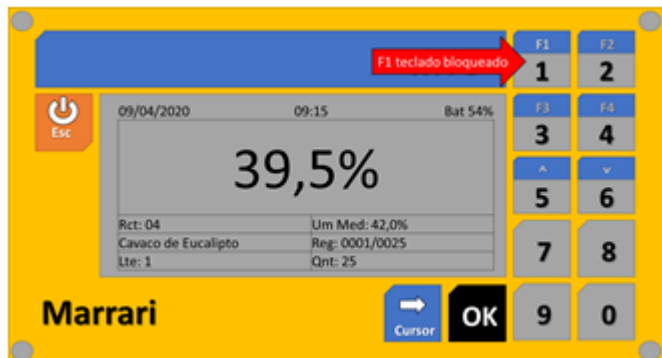 F1 teclado bloqueado
F1
1
F2
2
Esc
09/04/2020 09:15 Bat 54%
39,5%
F3
3
F4
4
^
5
v
6
Rct: 04 Um Med: 42,0%
Cavaco de Eucalipto Reg: 0001/0025
Lte: 1 Qnt: 25
7
8
Marrari
Cursor
OK
9
0